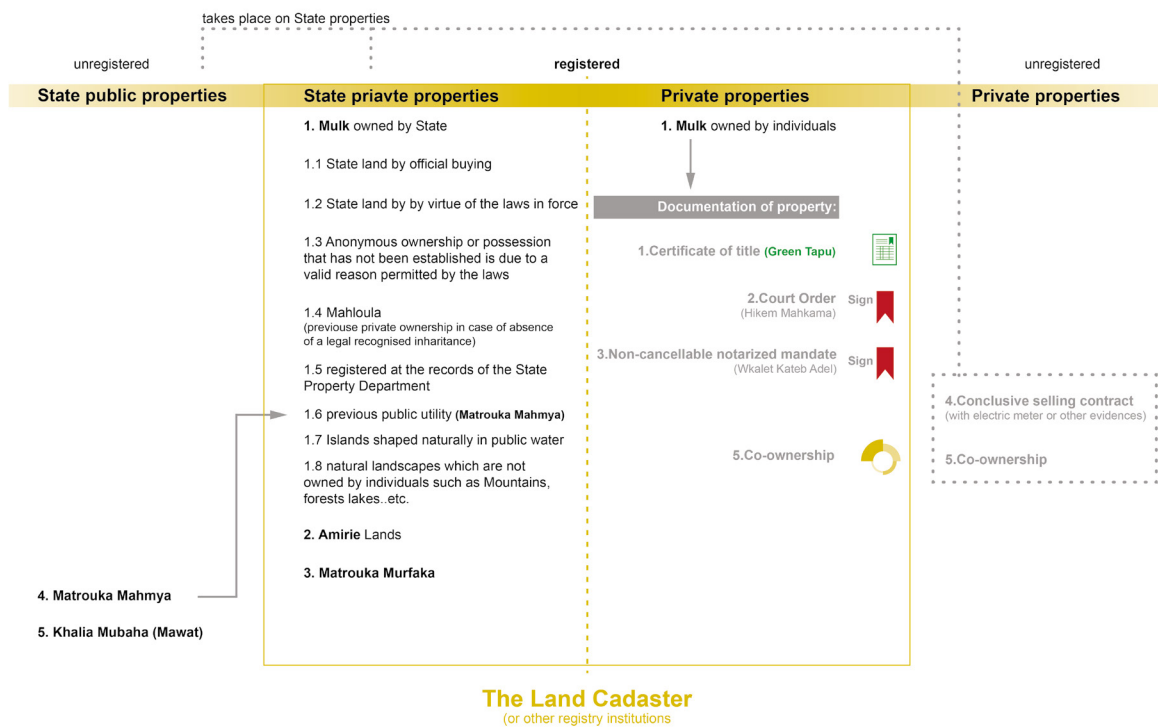 takes place on State properties
unregistered
registered
unregistered
State public properties
State priavte properties
Private properties
Private properties
1. Mulk owned by State
1.1 State land by official buying
1.2 State land by by virtue of the laws in force
1.3 Anonymous ownership or possession
that has not been established is due to a
valid reason permitted by the laws
1.4 Mahloula
(previouse private ownership in case of absence
of a legal recognised inharitance)
1.5 registered at the records of the State
Property Department
1.6 previous public utility (Matrouka Mahmya)
1.7 Islands shaped naturally in public water
1.8 natural landscapes which are not
owned by individuals such as Mountains,
forests lakes..etc.
2. Amirie Lands
3. Matrouka Murfaka
4. Matrouka Mahmya
5. Khalia Mubaha (Mawat)
1. Mulk owned by individuals
Documentation of property:
1.Certificate of title (Green Tapu)
2.Court Order
(Hikem Mahkama)
Sign
3.Non-cancellable notarized mandate
(Wkalet Kateb Adel)
Sign
5.Co-ownership
4.Conclusive selling contract
(with electric meter or other evidences)
5.Co-ownership
The Land Cadaster
(or other registry institutions